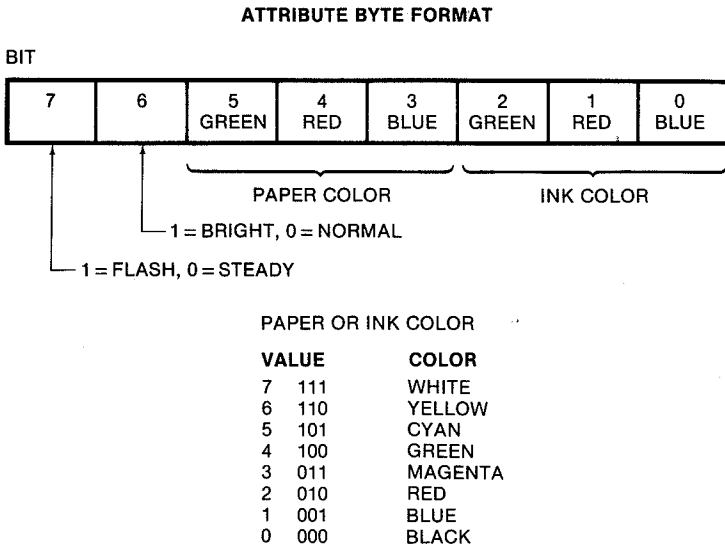 ATTRIBUTE BYTE FORMAT
BIT
7 6 5 4 3 2 1 0
GREEN RED BLUE GREEN RED BLUE
PAPER COLOR INK COLOR
1 = BRIGHT, 0 = NORMAL
1 = FLASH, 0 = STEADY
PAPER OR INK COLOR
VALUE COLOR
7 111 WHITE
6 110 YELLOW
5 101 CYAN
4 100 GREEN
3 011 MAGENTA
2 010 RED
1 001 BLUE
0 000 BLACK